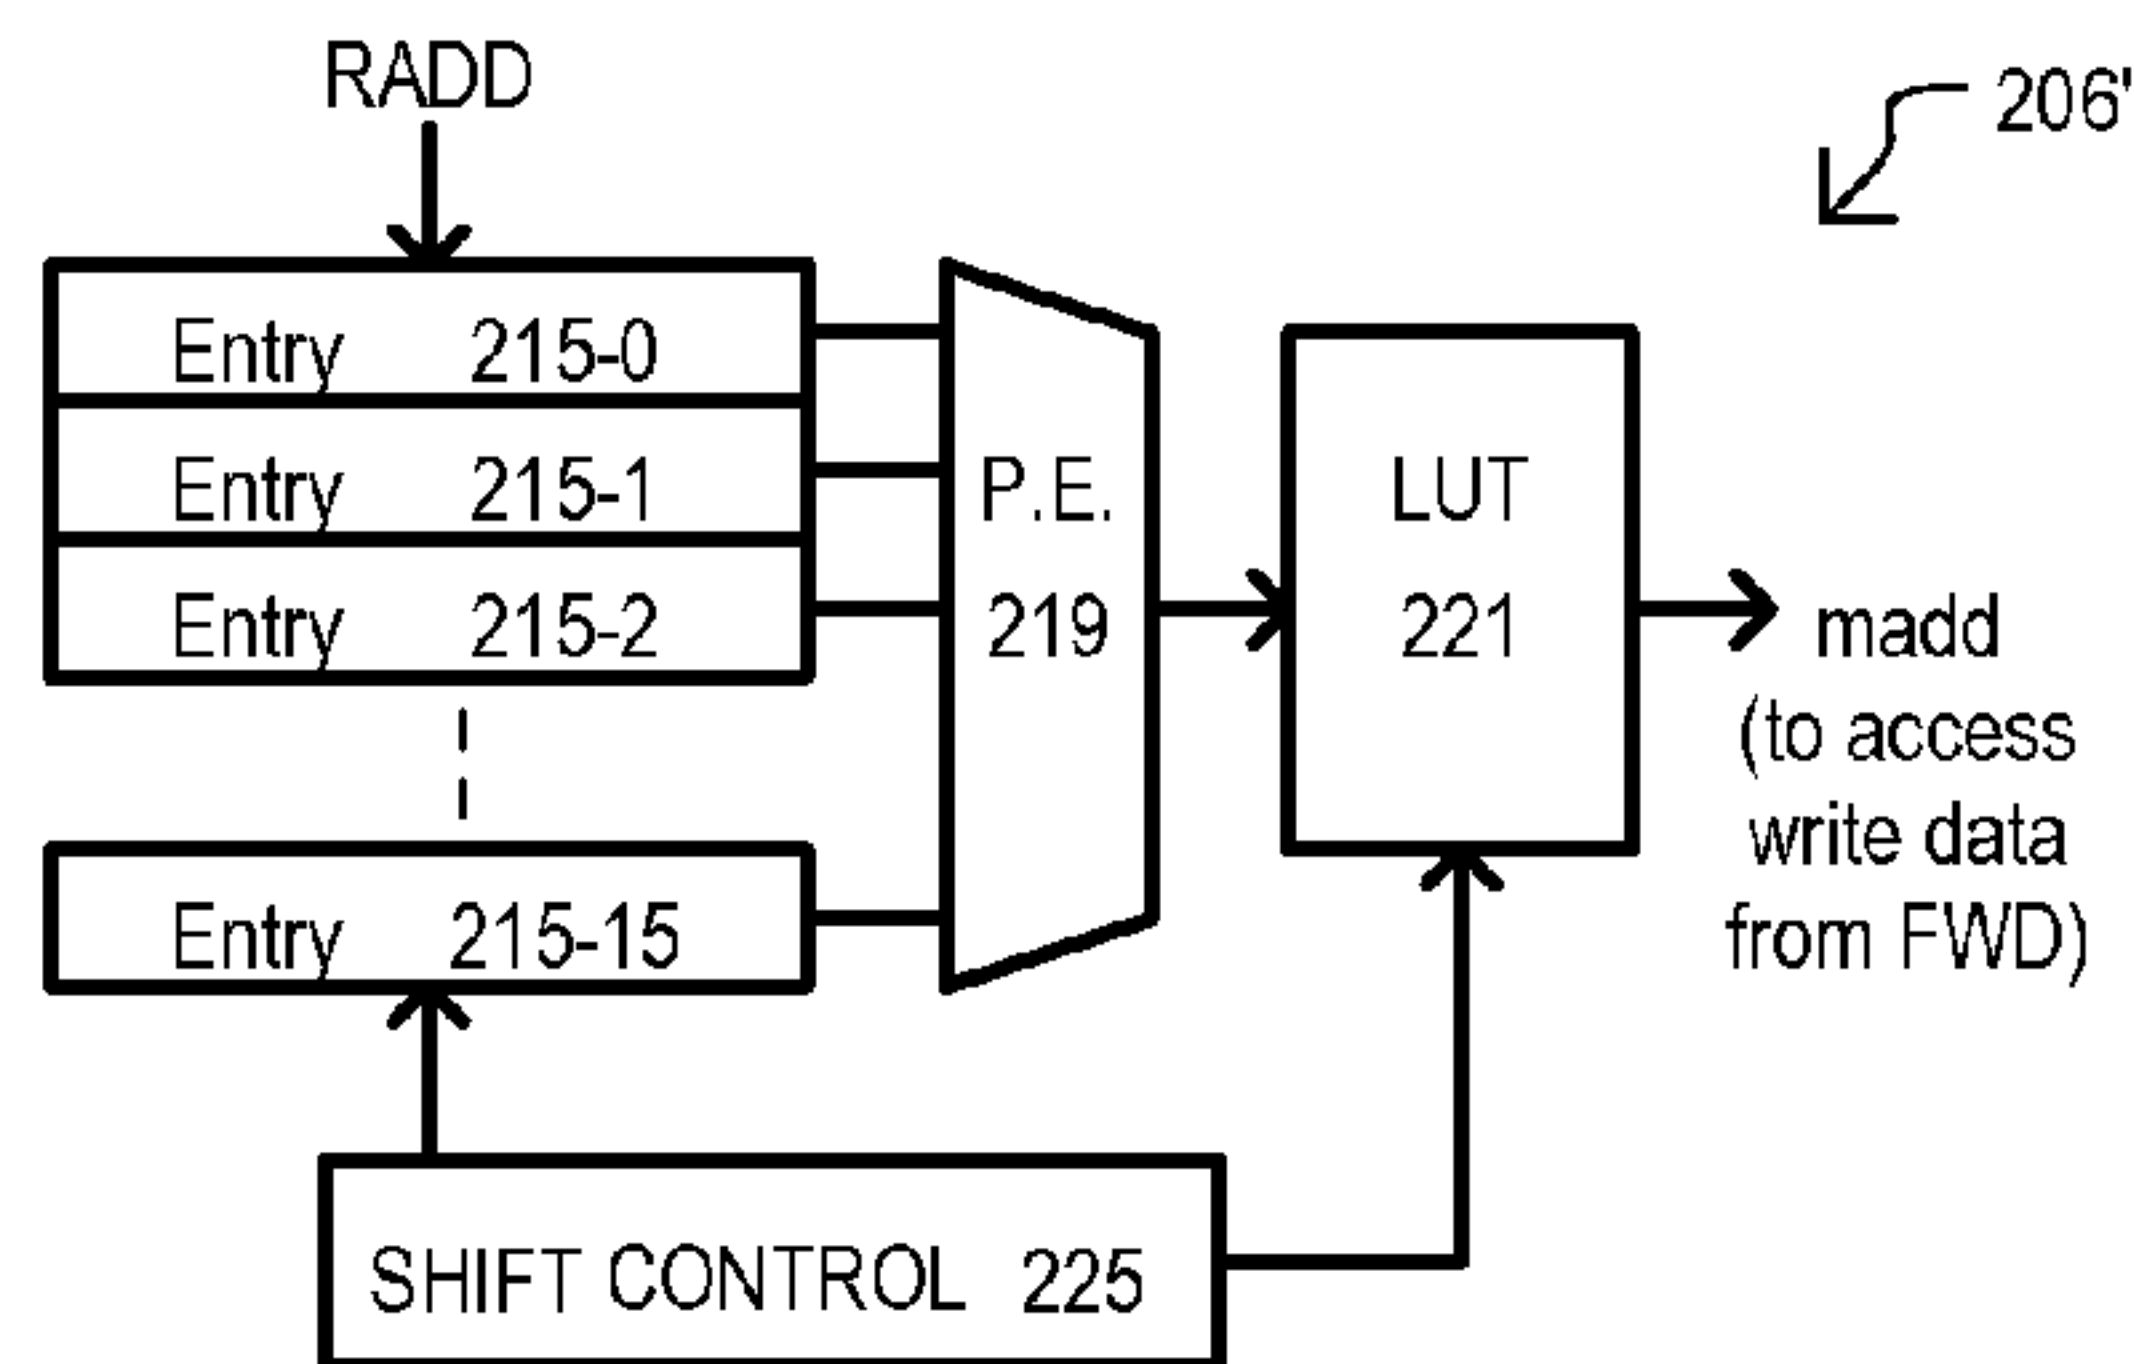 RADD
206'
Entry 215-0
Entry 215-1
Entry 215-2
Entry 215-15
P.E.
219
LUT
221
madd
(to access
write data
from FWD)
SHIFT CONTROL 225